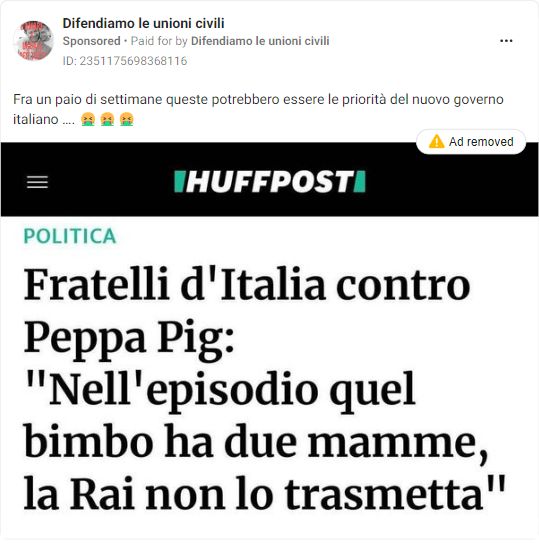 Difendiamo le unioni civili
Sponsored • Paid for by Difendiamo le unioni civili
ID: 2351175698368116
Fra un paio di settimane queste potrebbero essere le priorità del nuovo governo
italiano .... 🤮 🤮 🤮
Ad removed
HUFFPOST
POLITICA
Fratelli d'Italia contro
Peppa Pig:
"Nell'episodio quel
bimbo ha due mamme,
la Rai non lo trasmetta"